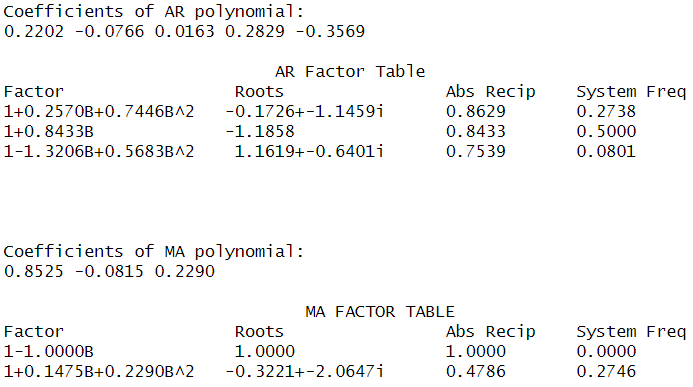 Coefficients of AR polynomial:
0.2202 -0.0766 0.0163 0.2829 -0.3569
AR Factor Table
Factor Roots Abs Recip System Freq
1+0.2570B+0.7446B^2 -0.1726+-1.1459i 0.8629 0.2738
1+0.8433B -1.1858 0.8433 0.5000
1-1.3206B+0.5683B^2 1.1619+-0.6401i 0.7539 0.0801
Coefficients of MA polynomial:
0.8525 -0.0815 0.2290
MA FACTOR TABLE
Factor Roots Abs Recip System Freq
1-1.0000B 1.0000 1.0000 0.0000
1+0.1475B+0.2290B^2 -0.3221+-2.0647i 0.4786 0.2746